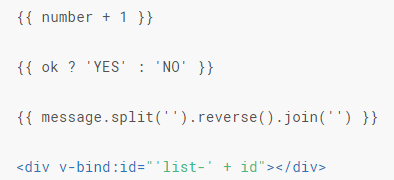 {{ number + 1 }}
{{ ok ? 'YES' : 'NO' }}
{{ message.split('').reverse().join('') }}
<div v-bind:id="'list-' + id"></div>